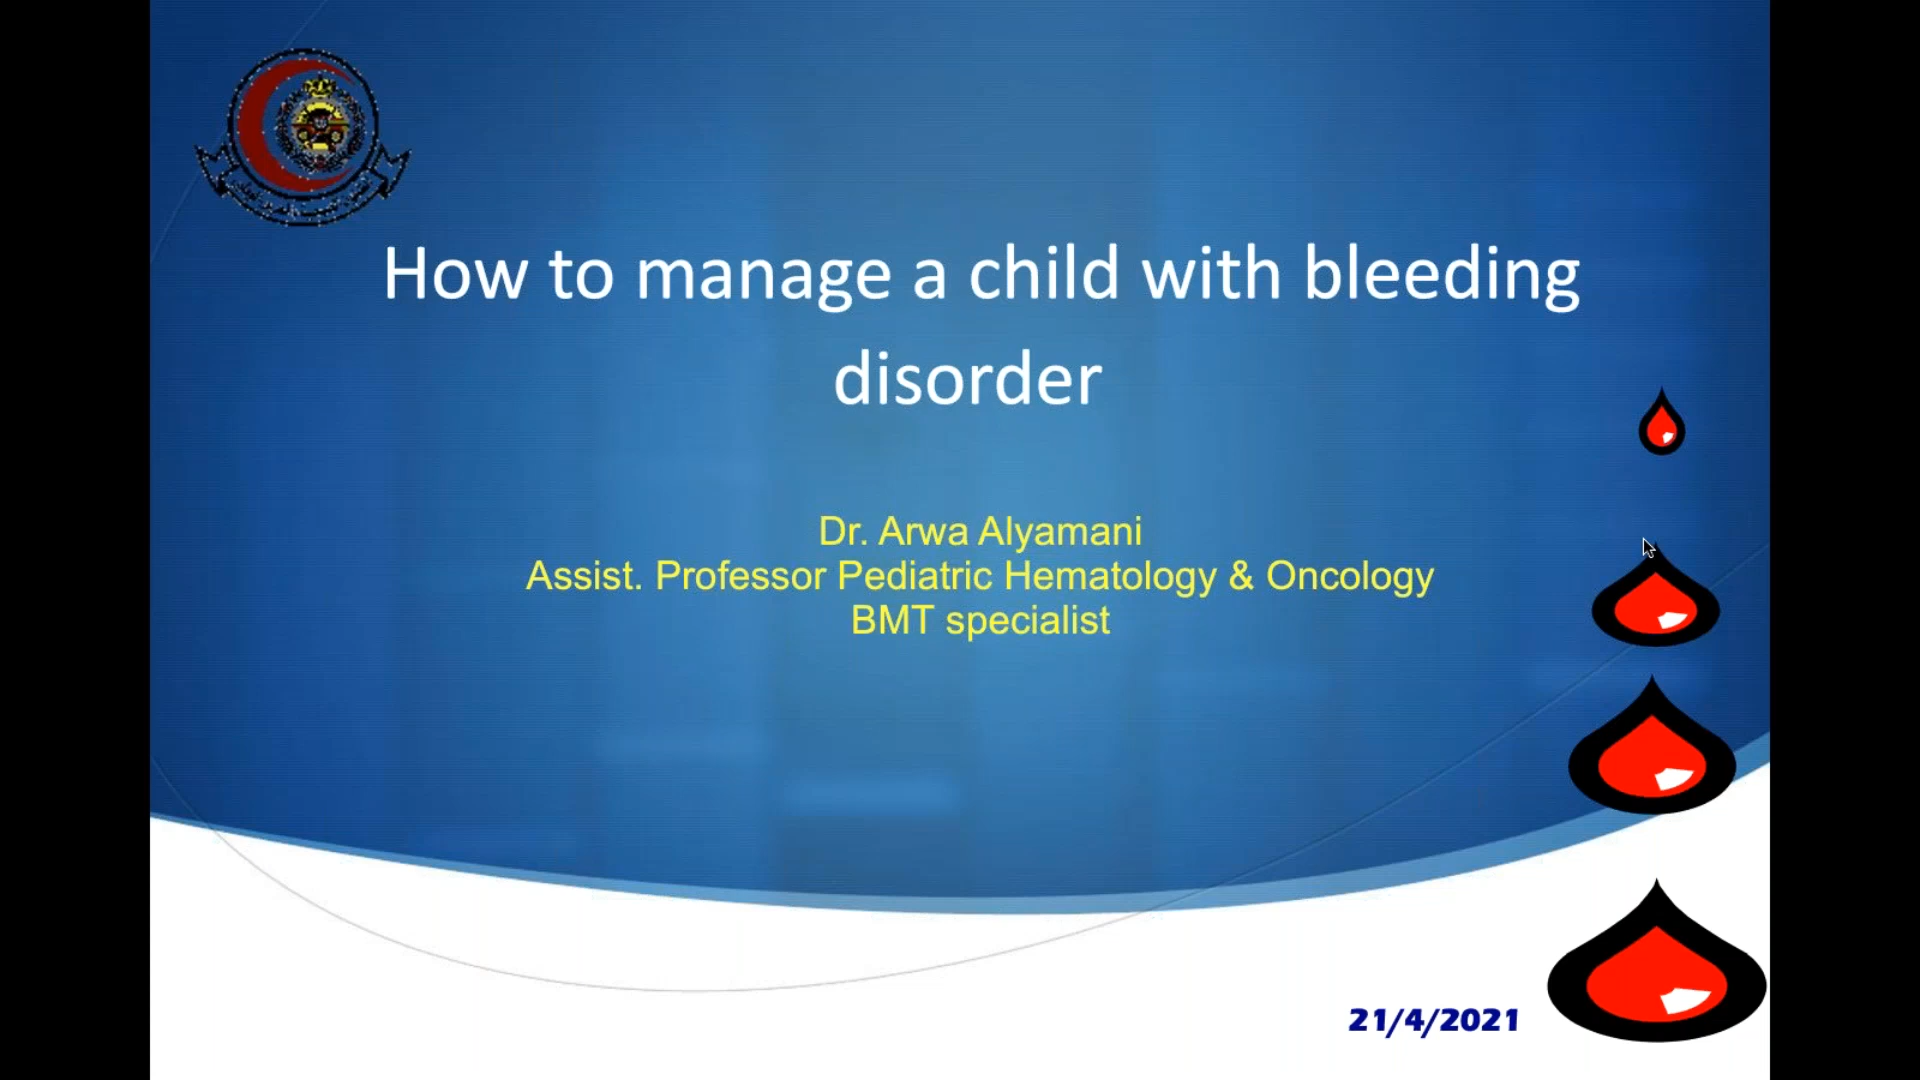 How to manage a child with bleeding
disorder
Dr. Arwa Alyamani
Assist. Professor Pediatric Hematology & Oncology
BMT specialist
21/4/2021